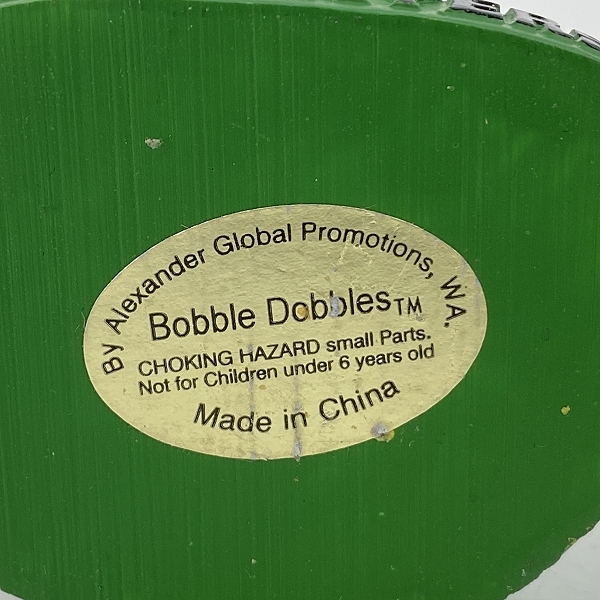 By Alexander Global Promotions, WA.
Bobble Dobbles TM
CHOKING HAZARD small Parts.
Not for Children under 6 years old
Made in China